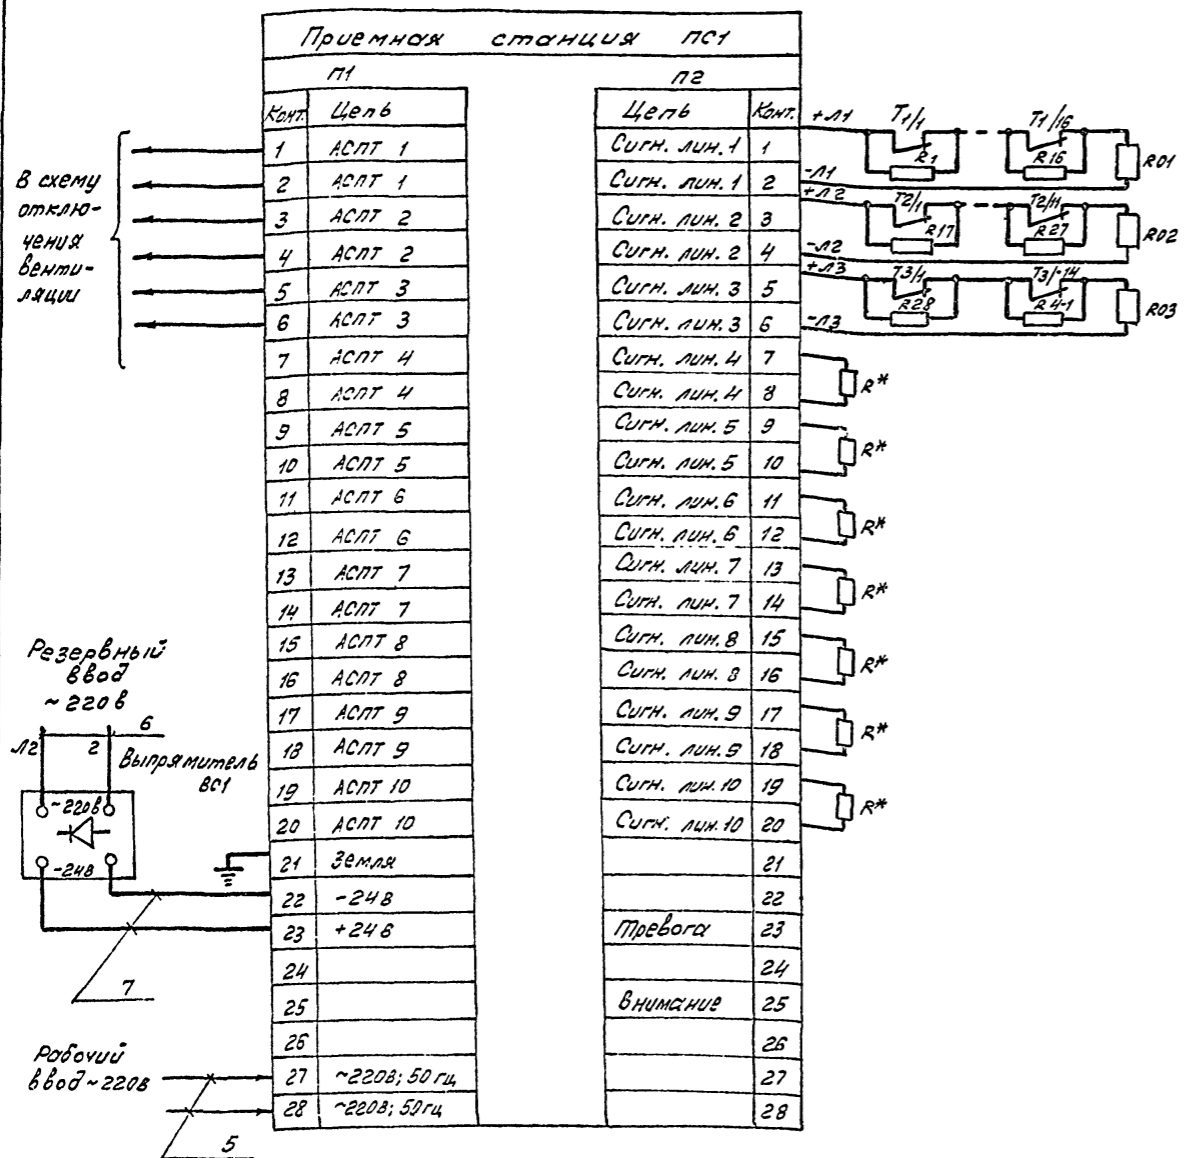 Приемная станция ПС1
П1
П2
Конт. Цепь
Цепь Конт.
1 АСПТ 1
2 АСПТ 1
3 АСПТ 2
4 АСПТ 2
5 АСПТ 3
6 АСПТ 3
7 АСПТ 4
8 АСПТ 4
9 АСПТ 5
10 АСПТ 5
11 АСПТ 6
12 АСПТ 6
13 АСПТ 7
14 АСПТ 7
15 АСПТ 8
16 АСПТ 8
17 АСПТ 9
18 АСПТ 9
19 АСПТ 10
20 АСПТ 10
21 Земля
22 -24В
23 +24В
24
25
26
27 ~220В; 50 гц
28 ~220В; 50гц
Сигн. лин. 1 1
Сигн. лин. 1 2
Сигн. лин. 2 3
Сигн. лин. 2 4
Сигн. лин. 3 5
Сигн. лин. 3 6
Сигн. лин. 4 7
Сигн. лин. 4 8
Сигн. лин. 5 9
Сигн. лин. 5 10
Сигн. лин. 6 11
Сигн. лин. 6 12
Сигн. лин. 7 13
Сигн. лин. 7 14
Сигн. лин. 8 15
Сигн. лин. 8 16
Сигн. лин. 9 17
Сигн. лин. 9 18
Сигн. лин. 10 19
Сигн. лин. 10 20
21
22
Тревога 23
24
Внимание 25
26
27
28
В схему
отклю-
чения
венти-
ляции
Резервный
ввод
~220В
6
Л2 2
Выпрямитель
ВС1
~220В
-24В
7
Рабочий
ввод ~220В
5
+Л1 Т1/1 Т1/16
R1 R16 R01
-Л1
+Л2 Т2/1 Т2/11
R17 R27 R02
-Л2
+Л3 Т3/1 Т3/-14
R28 R41 R03
-Л3
R*
R*
R*
R*
R*
R*
R*